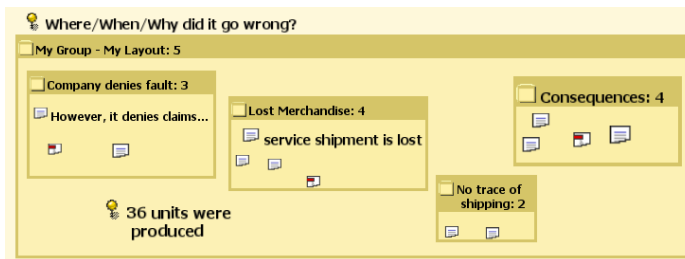 Where/When/Why did it go wrong?
My Group - My Layout: 5
Company denies fault: 3
However, it denies claims...
Lost Merchandise: 4
service shipment is lost
Consequences: 4
No trace of
shipping: 2
36 units were
produced